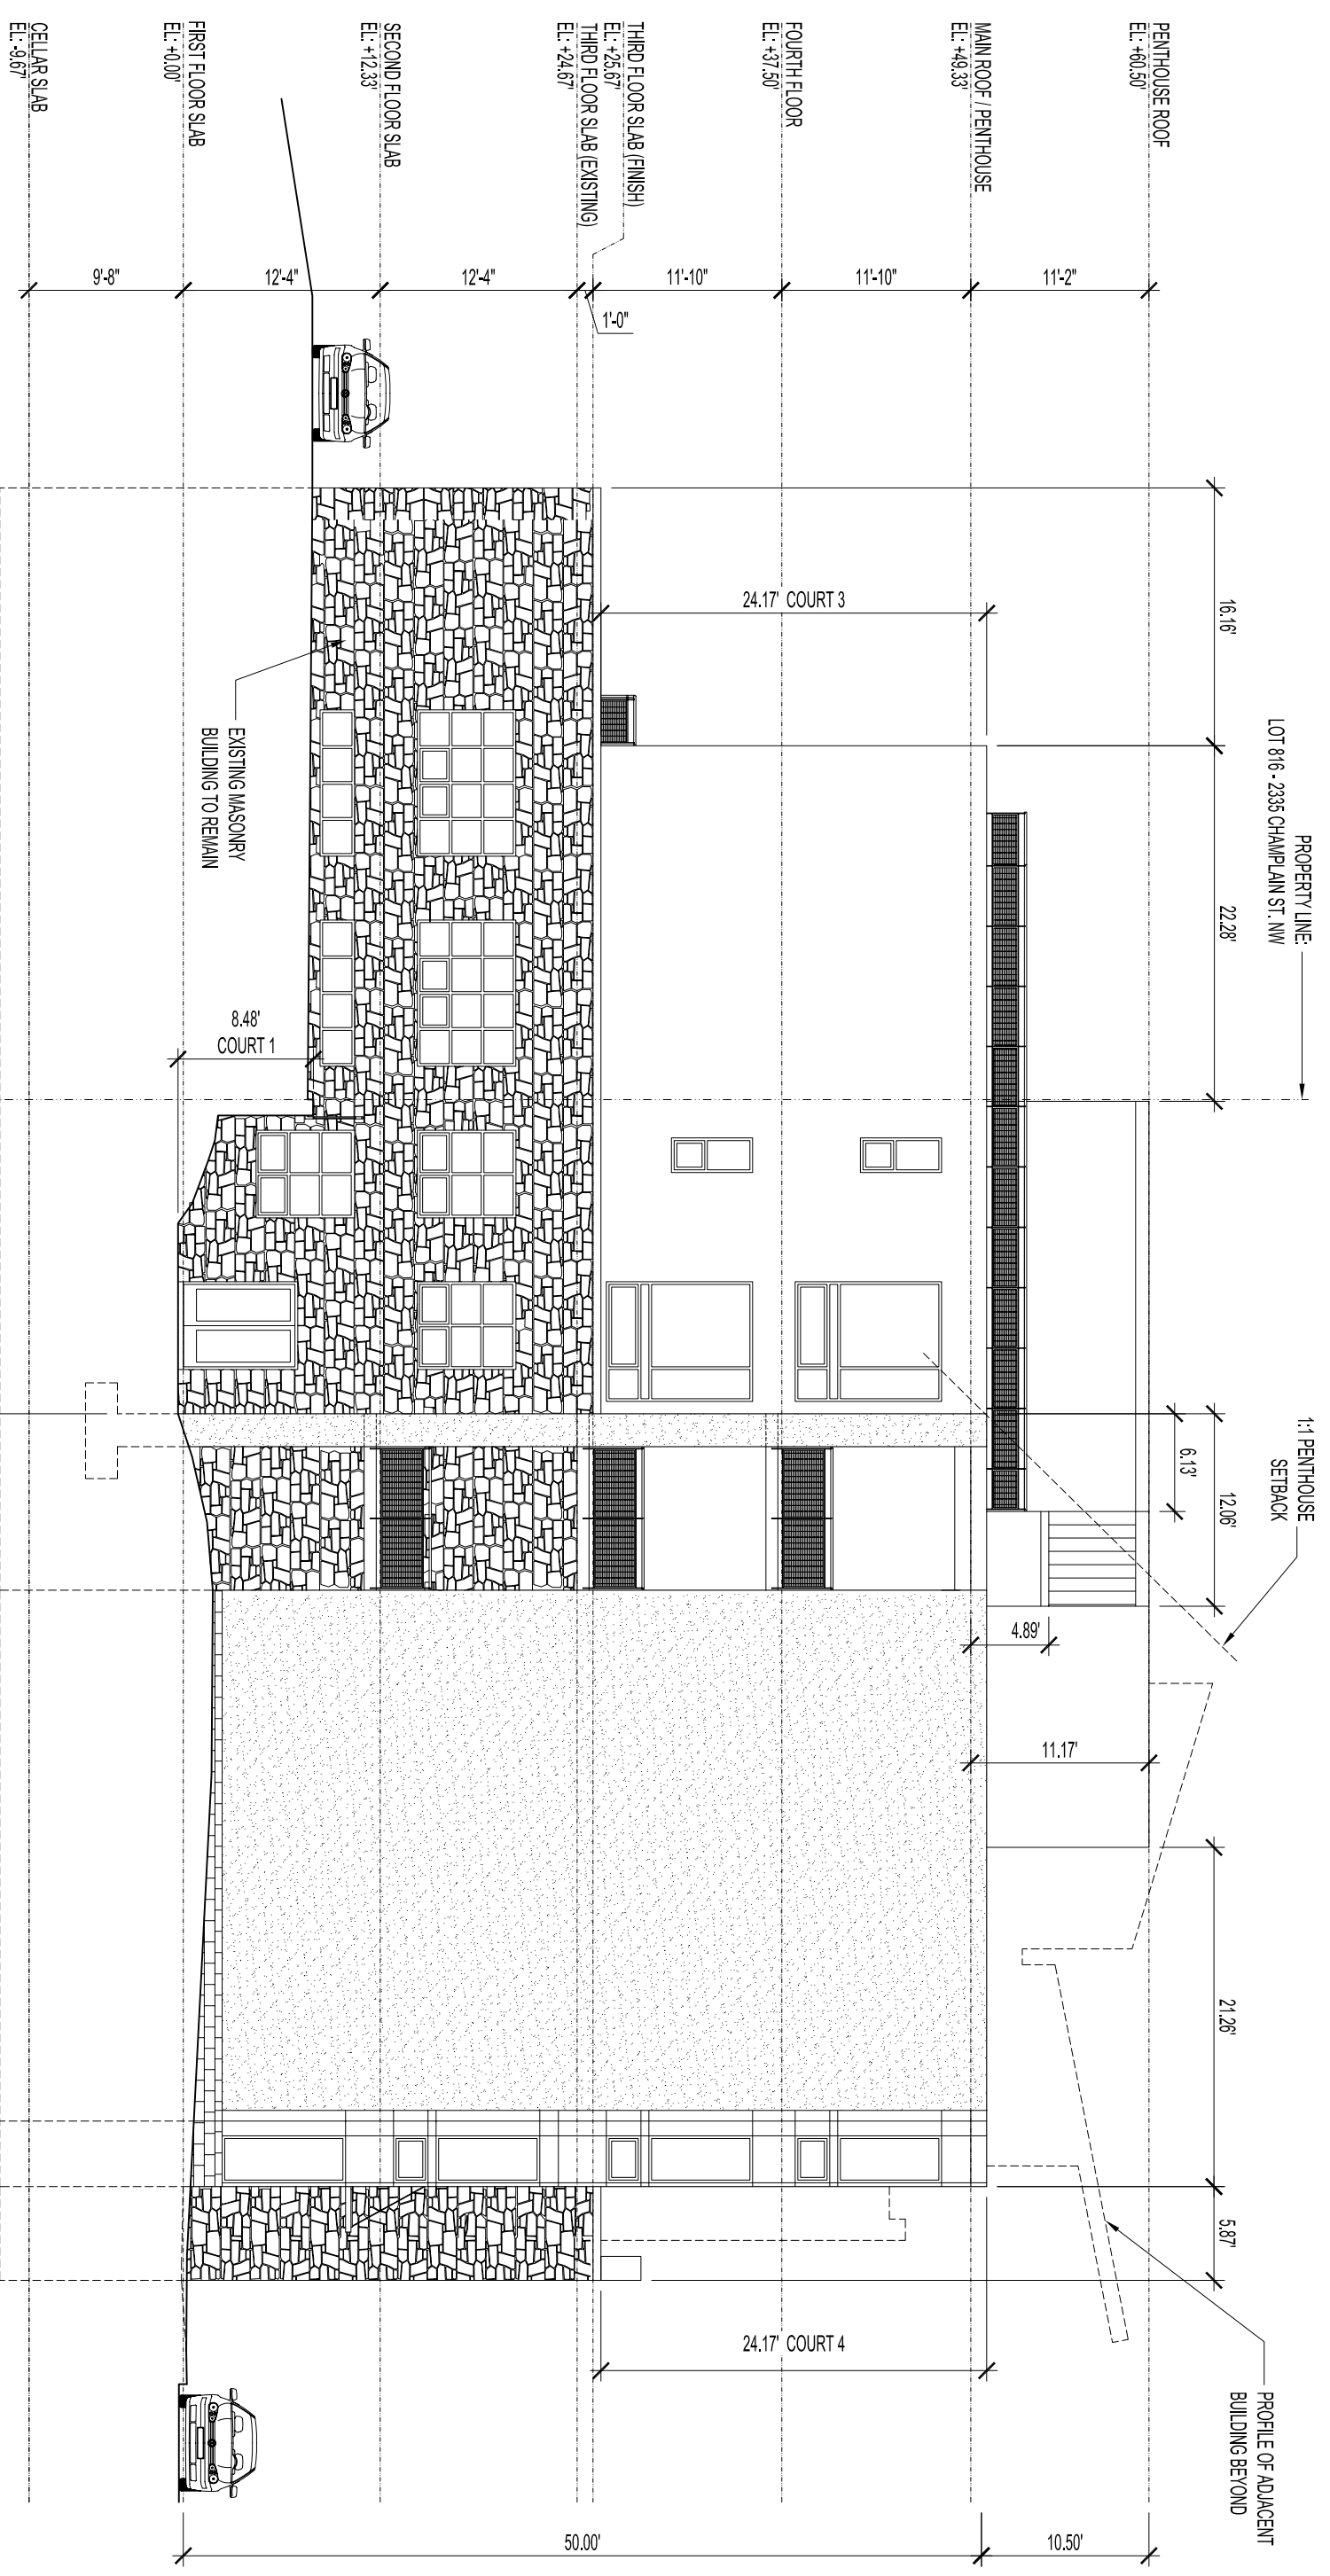 PENTHOUSE ROOF
EL: +60.50'
MAIN ROOF / PENTHOUSE
EL: +49.33'
FOURTH FLOOR
EL: +37.50'
THIRD FLOOR SLAB (FINISH)
EL: +25.67'
THIRD FLOOR SLAB (EXISTING)
EL: +24.67'
SECOND FLOOR SLAB
EL: +12.33'
FIRST FLOOR SLAB
EL: +0.00'
CELLAR SLAB
EL: -9.67'
11'-2"
11'-10"
11'-10"
1'-0"
12'-4"
12'-4"
9'-8"
PROPERTY LINE:
LOT 816 - 2335 CHAMPLAIN ST. NW
16.16'
22.28'
24.17' COURT 3
EXISTING MASONRY
BUILDING TO REMAIN
8.48'
COURT 1
1:1 PENTHOUSE
SETBACK
6.13'
12.06'
4.89'
11.17'
21.26'
5.87'
24.17' COURT 4
PROFILE OF ADJACENT
BUILDING BEYOND
10.50'
50.00'